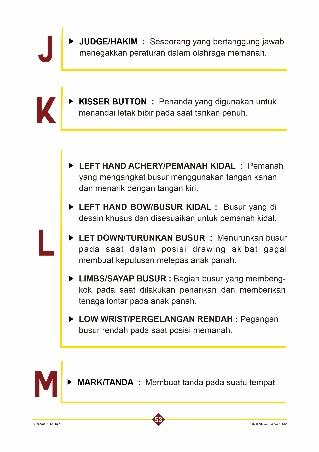 J
JUDGE/HAKIM : Seseorang yang bertanggung jawab
menegakkan peraturan dalam olahraga memanah.
K
KISSER BUTTON : Penanda yang digunakan untuk
menandai letak bibir pada saat tarikan penuh.
L
LEFT HAND ACHERY/PEMANAH KIDAL : Pemanah
yang mengangkat busur menggunakan tangan kanan
dan menarik dengan tangan kiri.
LEFT HAND BOW/BUSUR KIDAL : Busur yang di
desain khusus dan disesuaikan untuk pemanah kidal.
LET DOWN/TURUNKAN BUSUR : Menurunkan busur
pada saat dalam posisi drawing akibat gagal
membuat keputusan melepas anak panah.
LIMBS/SAYAP BUSUR : Bagian busur yang membeng-
kok pada saat dilakukan penarikan dan memberikan
tenaga lontar pada anak panah.
LOW WRIST/PERGELANGAN RENDAH : Pegangan
busur rendah pada saat posisi memanah.
M
MARK/TANDA : Membuat tanda pada suatu tempat.